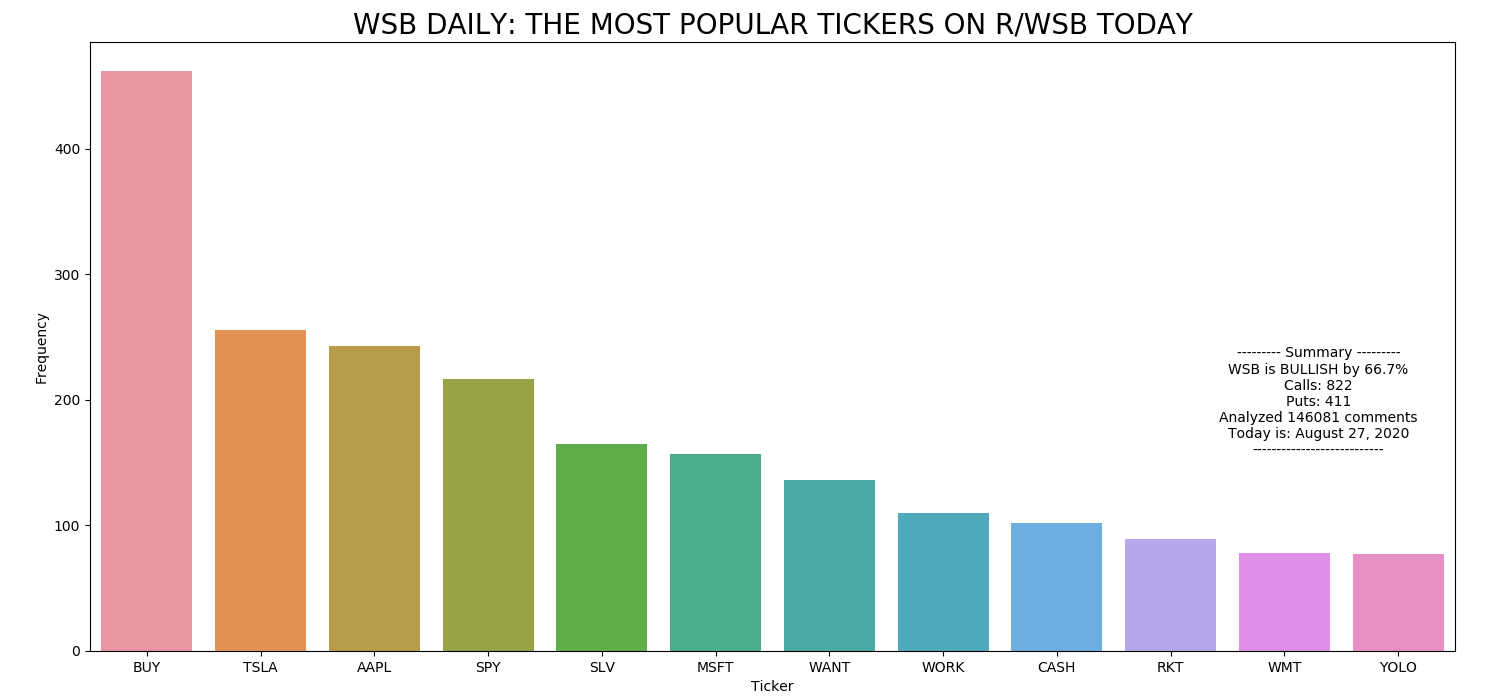 WSB DAILY: THE MOST POPULAR TICKERS ON R/WSB TODAY
Frequency
400
300
200
100
0
--------- Summary ---------
WSB is BULLISH by 66.7%
Calls: 822
Puts: 411
Analyzed 146081 comments
Today is: August 27, 2020
---------------------------
BUY TSLA AAPL SPY SLV MSFT WANT WORK CASH RKT WMT YOLO
Ticker